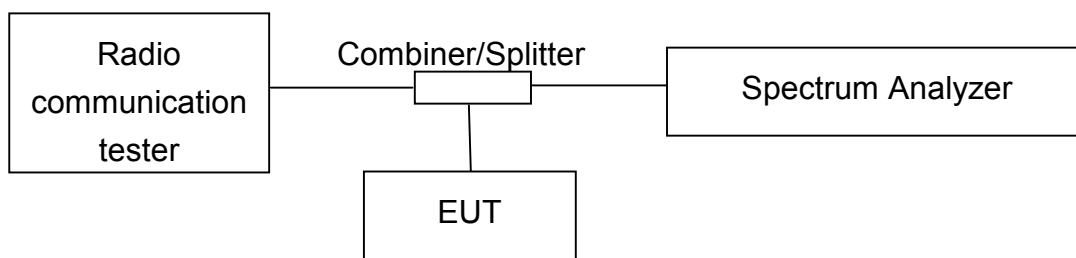 Radio
communication
tester
Combiner/Splitter
Spectrum Analyzer
EUT